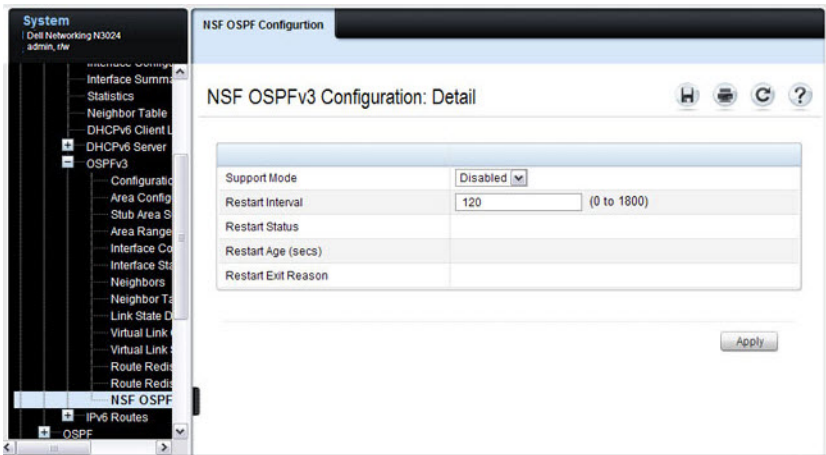 System
Dell Networking N3024
admin, r/w
NSF OSPF Configurtion
Interface Summa
Statistics
Neighbor Table
DHCPv6 Client L
DHCPv6 Server
OSPFv3
Configuratio
Area Config
Stub Area S
Area Range
Interface Co
Interface Sta
Neighbors
Neighbor Ta
Link State D
Virtual Link
Virtual Link
Route Redis
Route Redis
NSF OSPF
IPv6 Routes
OSPF
NSF OSPFv3 Configuration: Detail
Support Mode Disabled
Restart Interval 120 (0 to 1800)
Restart Status
Restart Age (secs)
Restart Exit Reason
Apply